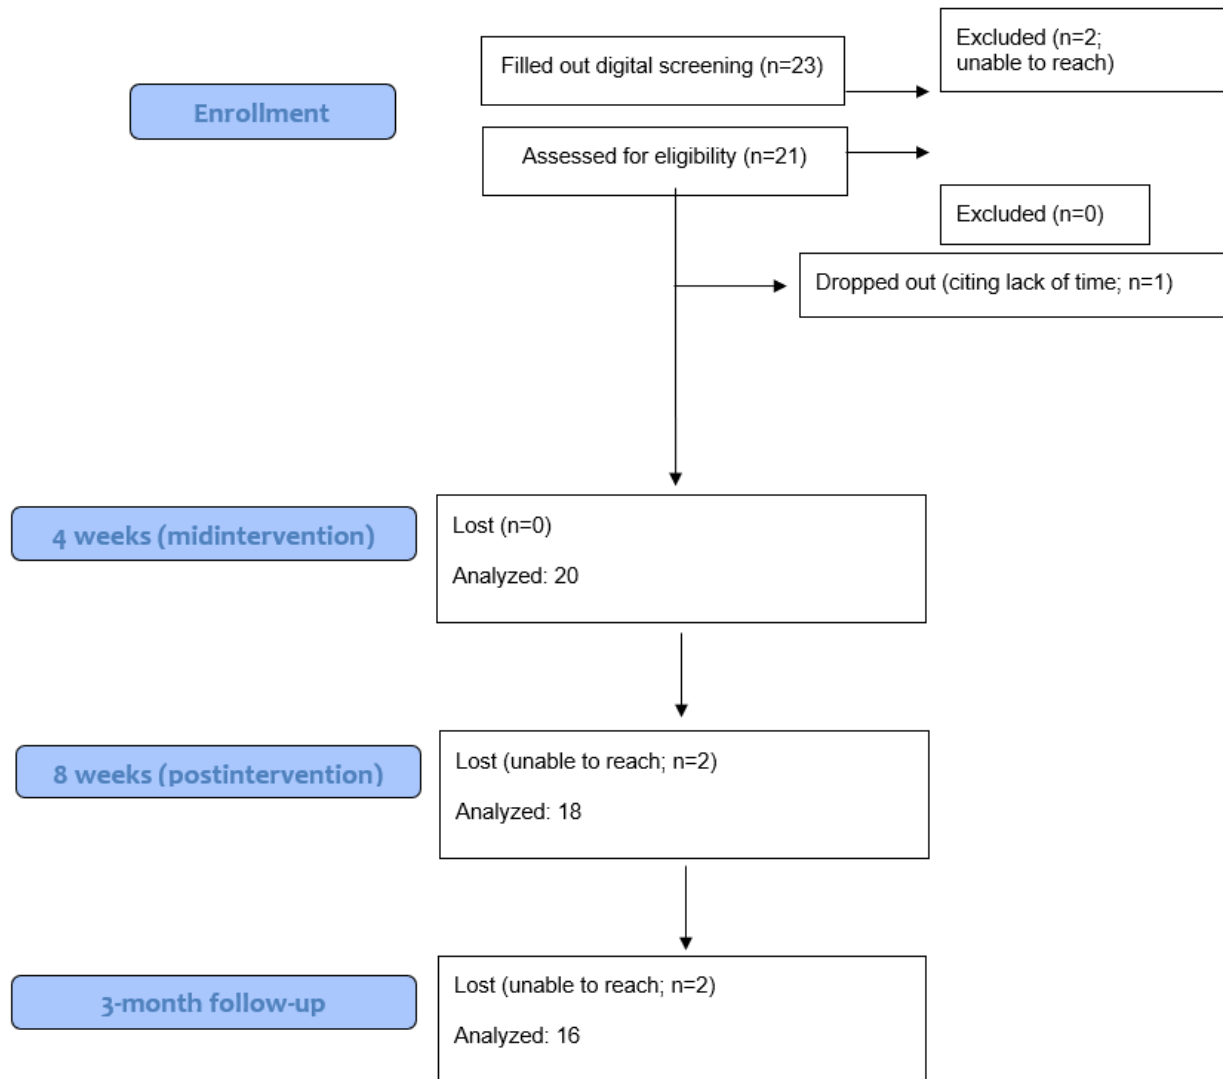 Filled out digital screening (n=23)
Excluded (n=2;
unable to reach)
Enrollment
Assessed for eligibility (n=21)
Excluded (n=0)
Dropped out (citing lack of time; n=1)
4 weeks (midintervention)
Lost (n=0)
Analyzed: 20
8 weeks (postintervention)
Lost (unable to reach; n=2)
Analyzed: 18
3-month follow-up
Lost (unable to reach; n=2)
Analyzed: 16